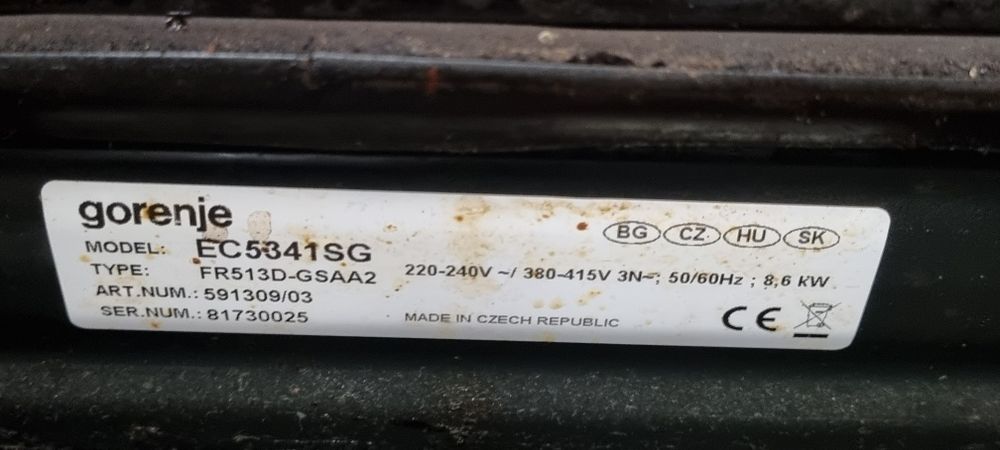 gorenje
BG CZ HU SK
MODEL: EC5341SG
TYPE: FR513D-GSAA2
220-240V ~/ 380-415V 3N~; 50/60Hz ; 8,6 kW
ART.NUM.: 591309/03
SER.NUM.: 81730025
MADE IN CZECH REPUBLIC
CE